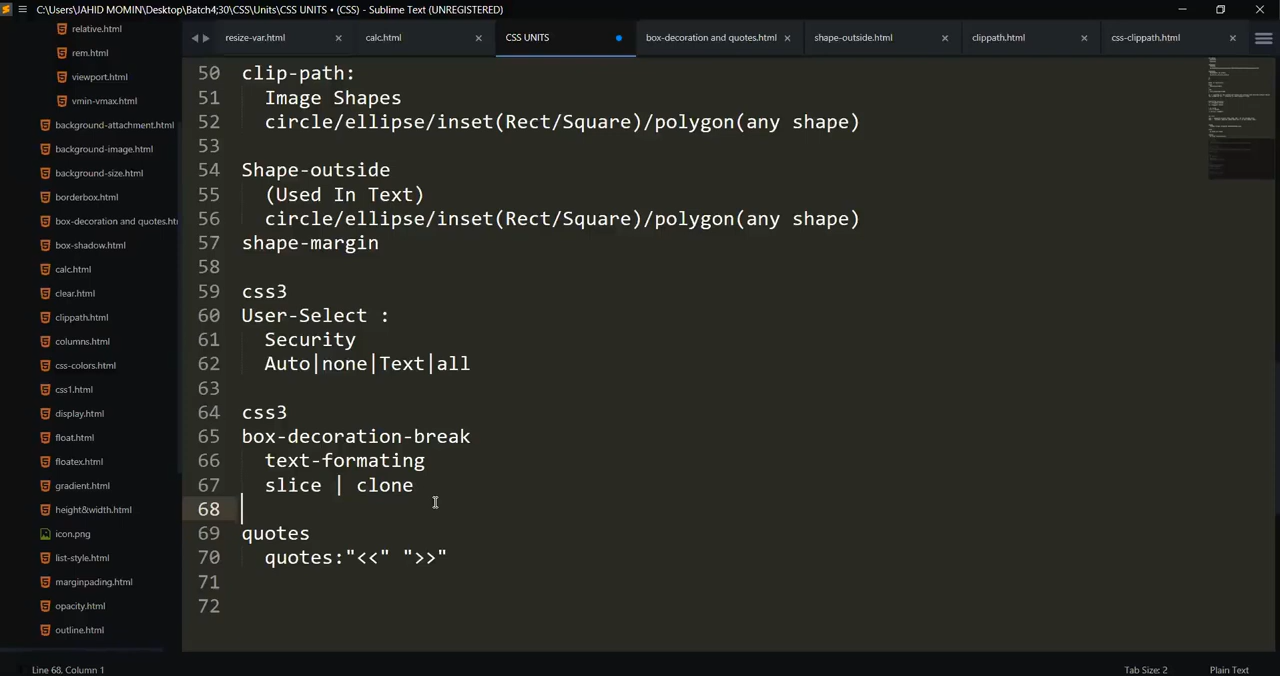 C:\Users\JAHID MOMIN\Desktop\Batch4;30\CSS\Units\CSS UNITS • (CSS) - Sublime Text (UNREGISTERED)
resize-var.html
calc.html
CSS UNITS
box-decoration and quotes.html
shape-outside.html
clippath.html
css-clippath.html
relative.html
rem.html
viewport.html
vmin-vmax.html
background-attachment.html
background-image.html
background-size.html
borderbox.html
box-decoration and quotes.ht
box-shadow.html
calc.html
clear.html
clippath.html
columns.html
css-colors.html
css1.html
display.html
float.html
floatex.html
gradient.html
height&width.html
icon.png
list-style.html
marginpading.html
opacity.html
outline.html
50 clip-path:
51 Image Shapes
52 circle/ellipse/inset(Rect/Square)/polygon(any shape)
53
54 Shape-outside
55 (Used In Text)
56 circle/ellipse/inset(Rect/Square)/polygon(any shape)
57 shape-margin
58
59 css3
60 User-Select :
61 Security
62 Auto|none|Text|all
63
64 css3
65 box-decoration-break
66 text-formating
67 slice | clone
68
69 quotes
70 quotes:"<<" ">>"
71
72
Line 68, Column 1
Tab Size: 2
Plain Text